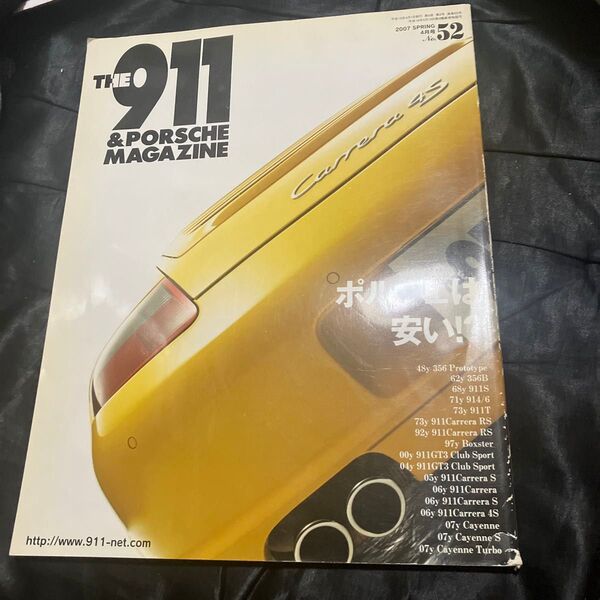 2007 SPRING
4月号
No.52
THE 911
& PORSCHE
MAGAZINE
Carrera 4S
ポルシェは
安い!?
48y 356 Prototype
62y 356B
68y 911S
71y 914/6
73y 911T
73y 911Carrera RS
92y 911Carrera RS
97y Boxster
00y 911GT3 Club Sport
04y 911GT3 Club Sport
05y 911Carrera S
06y 911Carrera
06y 911Carrera S
06y 911Carrera 4S
07y Cayenne
07y Cayenne S
07y Cayenne Turbo
http://www.911-net.com